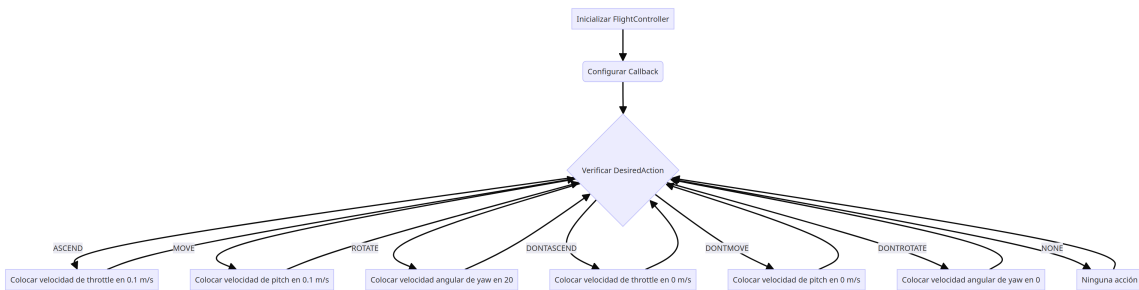 Inicializar FlightController
Configurar Callback
Verificar DesiredAction
ASCEND
MOVE
ROTATE
DONTASCEND
DONTMOVE
DONTROTATE
NONE
Colocar velocidad de throttle en 0.1 m/s
Colocar velocidad de pitch en 0.1 m/s
Colocar velocidad angular de yaw en 20
Colocar velocidad de throttle en 0 m/s
Colocar velocidad de pitch en 0 m/s
Colocar velocidad angular de yaw en 0
Ninguna acción